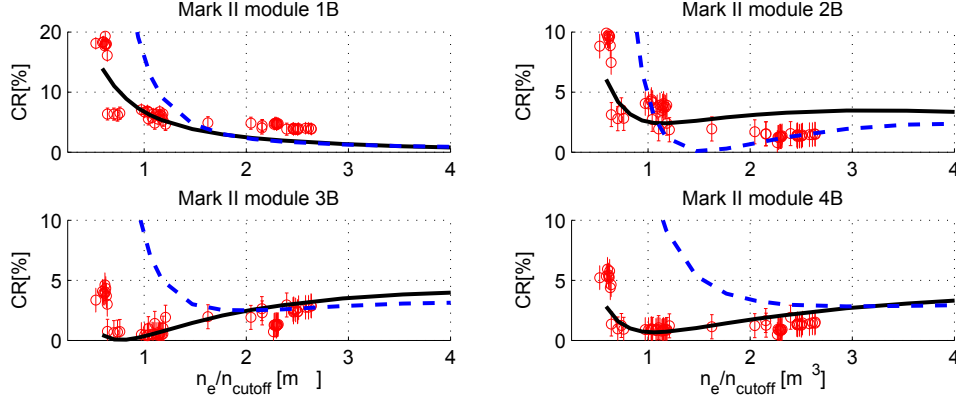 Mark II module 1B
Mark II module 2B
CR[%]
20
10
0
1 2 3 4
CR[%]
10
5
0
1 2 3 4
Mark II module 3B
Mark II module 4B
CR[%]
10
5
0
1 2 3 4
n_e/n_cutoff [m ]
CR[%]
10
5
0
1 2 3 4
n_e/n_cutoff [m^3]